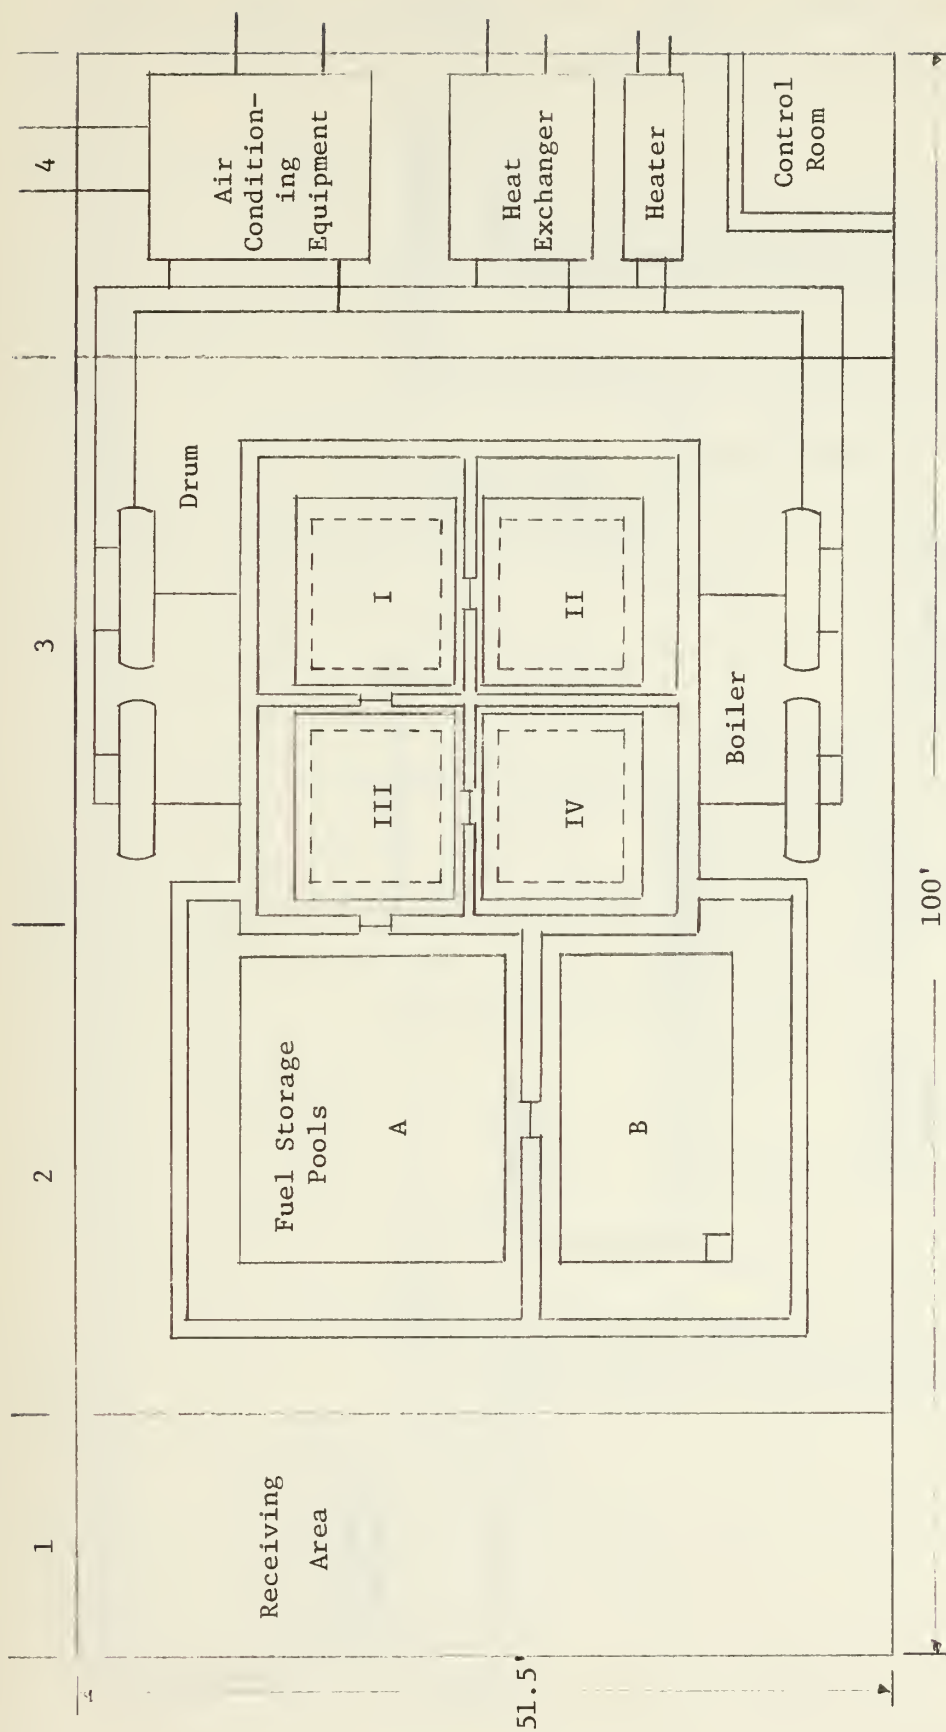 1
2
3
4
Receiving
Area
Fuel Storage
Pools
A
B
Drum
I
II
III
IV
Boiler
Air
Condition-
ing
Equipment
Heat
Exchanger
Heater
Control
Room
51.5'
100'